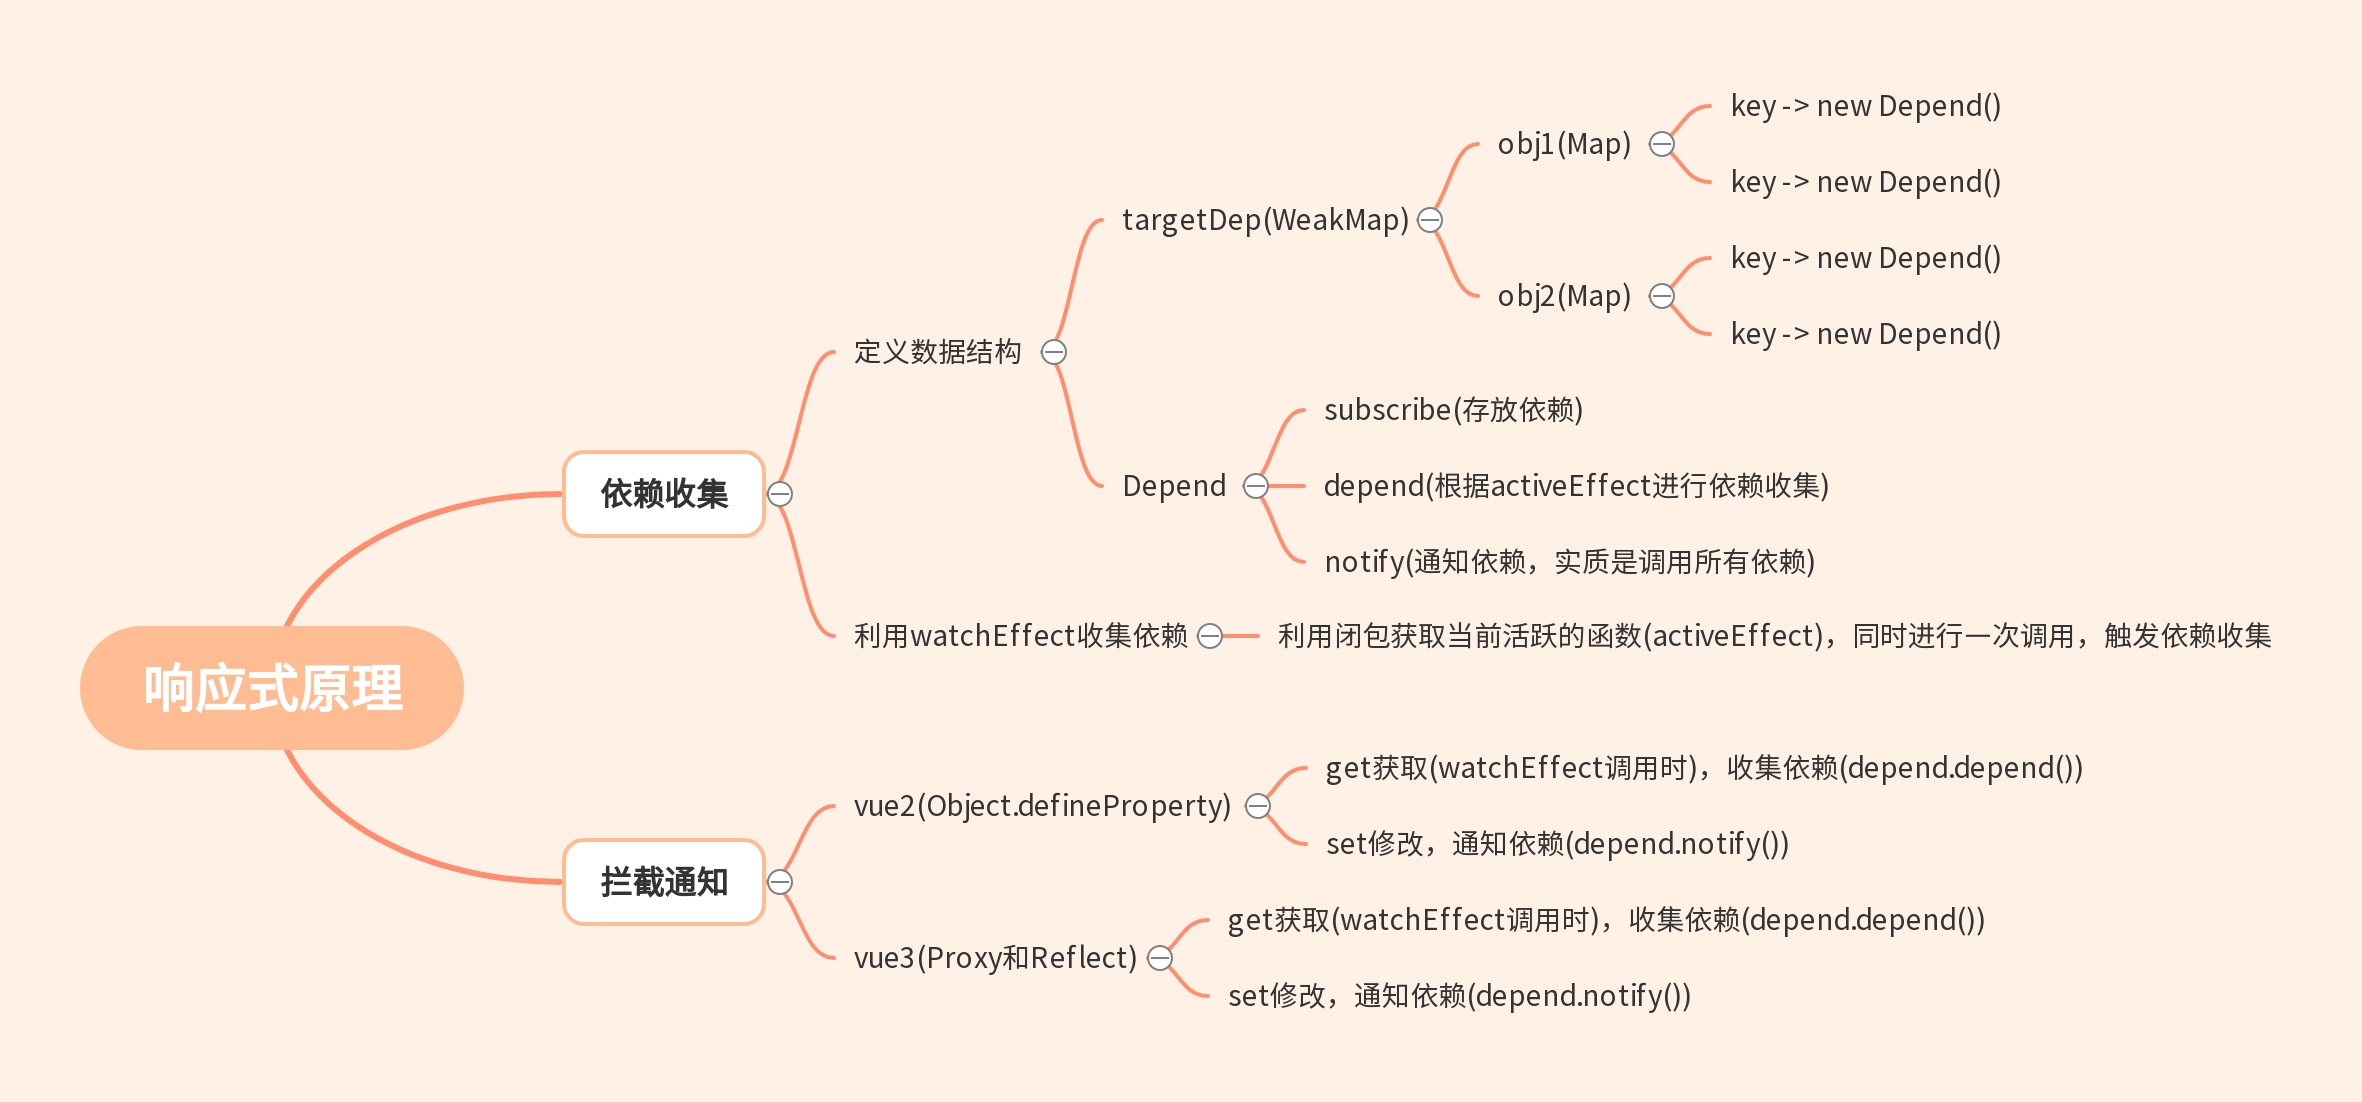 响应式原理
依赖收集
定义数据结构
targetDep(WeakMap)
obj1(Map)
key -> new Depend()
key -> new Depend()
obj2(Map)
key -> new Depend()
key -> new Depend()
Depend
subscribe(存放依赖)
depend(根据activeEffect进行依赖收集)
notify(通知依赖，实质是调用所有依赖)
利用watchEffect收集依赖
利用闭包获取当前活跃的函数(activeEffect)，同时进行一次调用，触发依赖收集
拦截通知
vue2(Object.defineProperty)
get获取(watchEffect调用时)，收集依赖(depend.depend())
set修改，通知依赖(depend.notify())
vue3(Proxy和Reflect)
get获取(watchEffect调用时)，收集依赖(depend.depend())
set修改，通知依赖(depend.notify())